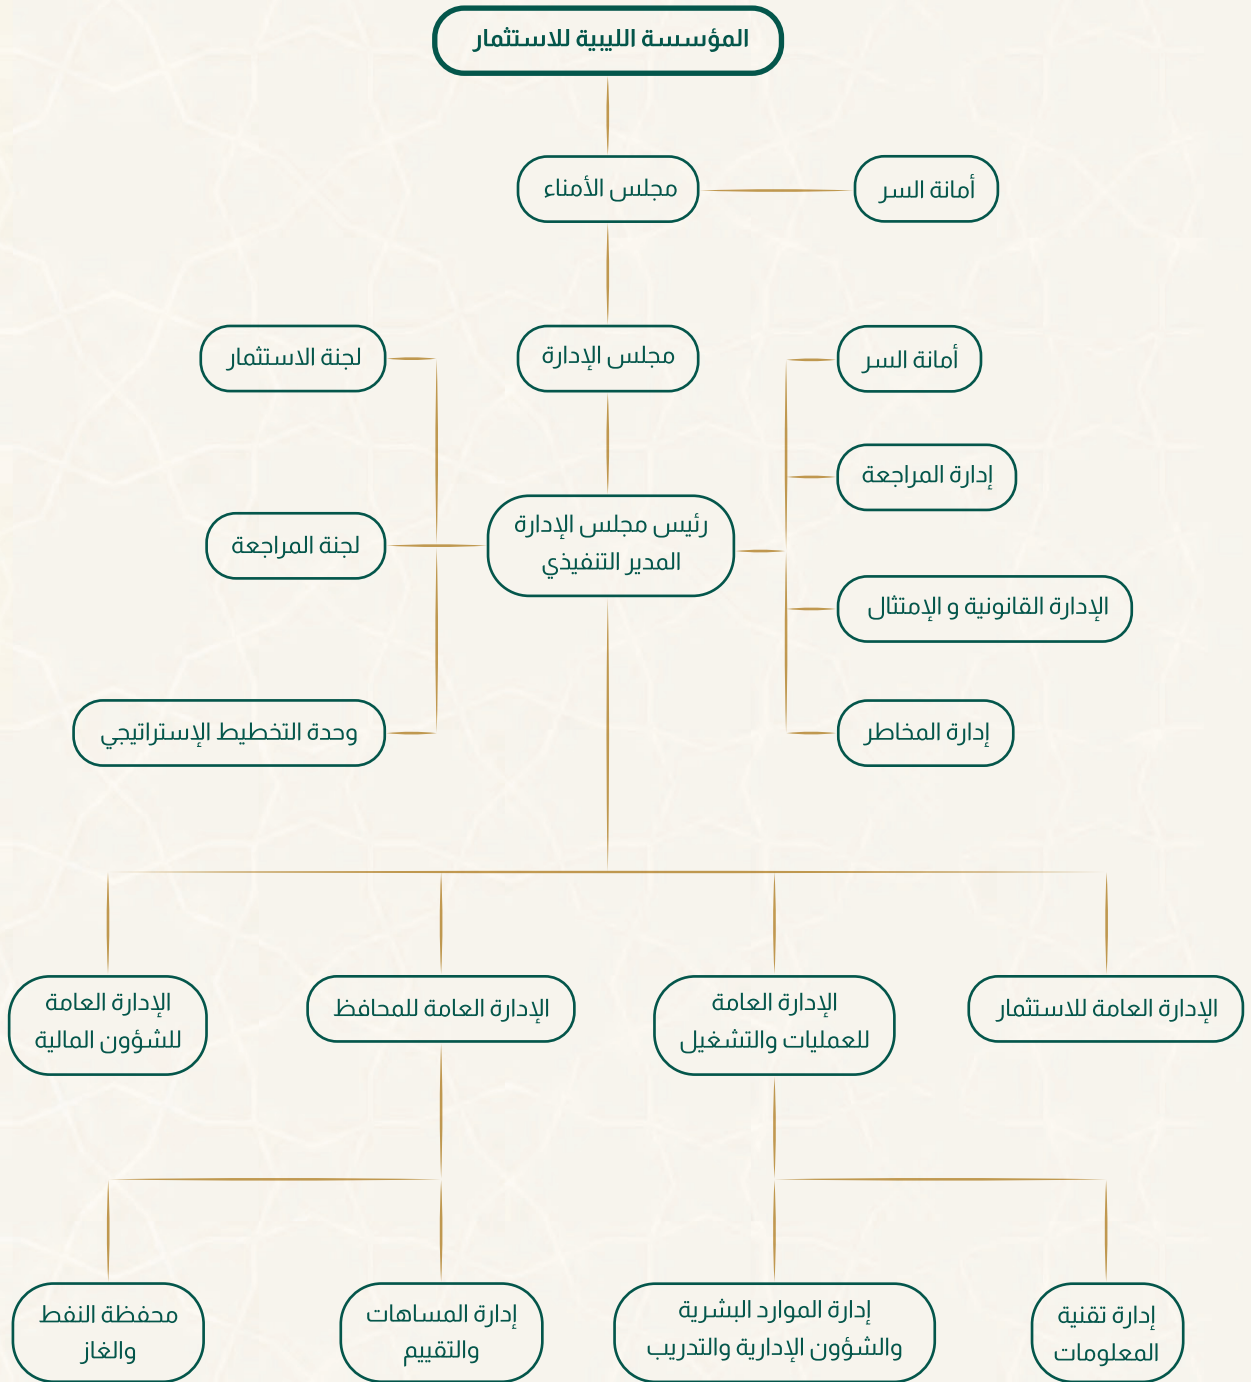 المؤسسة الليبية للاستثمار
أمانة السر
مجلس الأمناء
أمانة السر
مجلس الإدارة
لجنة الاستثمار
إدارة المراجعة
رئيس مجلس الإدارة
المدير التنفيذي
لجنة المراجعة
الإدارة القانونية و الإمتثال
إدارة المخاطر
وحدة التخطيط الإستراتيجي
الإدارة العامة للاستثمار
الإدارة العامة
للعمليات والتشغيل
الإدارة العامة للمحافظ
الإدارة العامة
للشؤون المالية
إدارة تقنية
المعلومات
إدارة الموارد البشرية
والشؤون الإدارية والتدريب
إدارة المساهات
والتقييم
محفظة النفط
والغاز